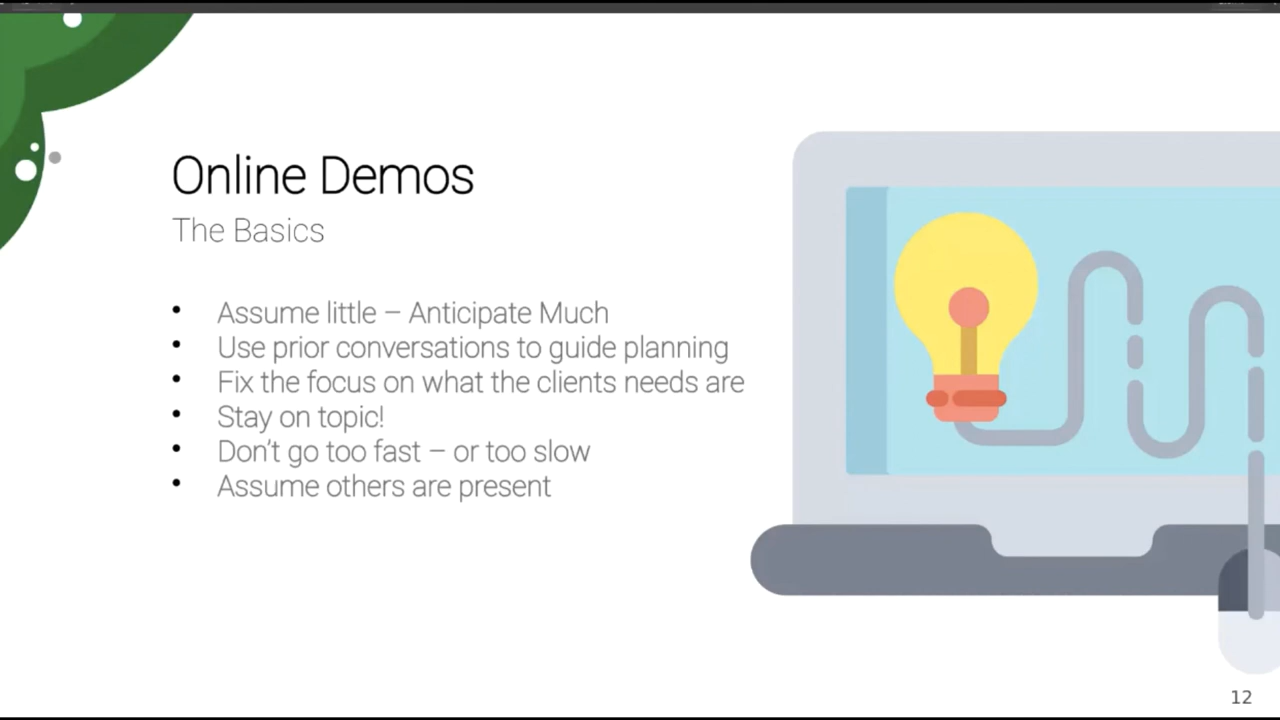 Online Demos
The Basics
• Assume little – Anticipate Much
• Use prior conversations to guide planning
• Fix the focus on what the clients needs are
• Stay on topic!
• Don't go too fast – or too slow
• Assume others are present
12